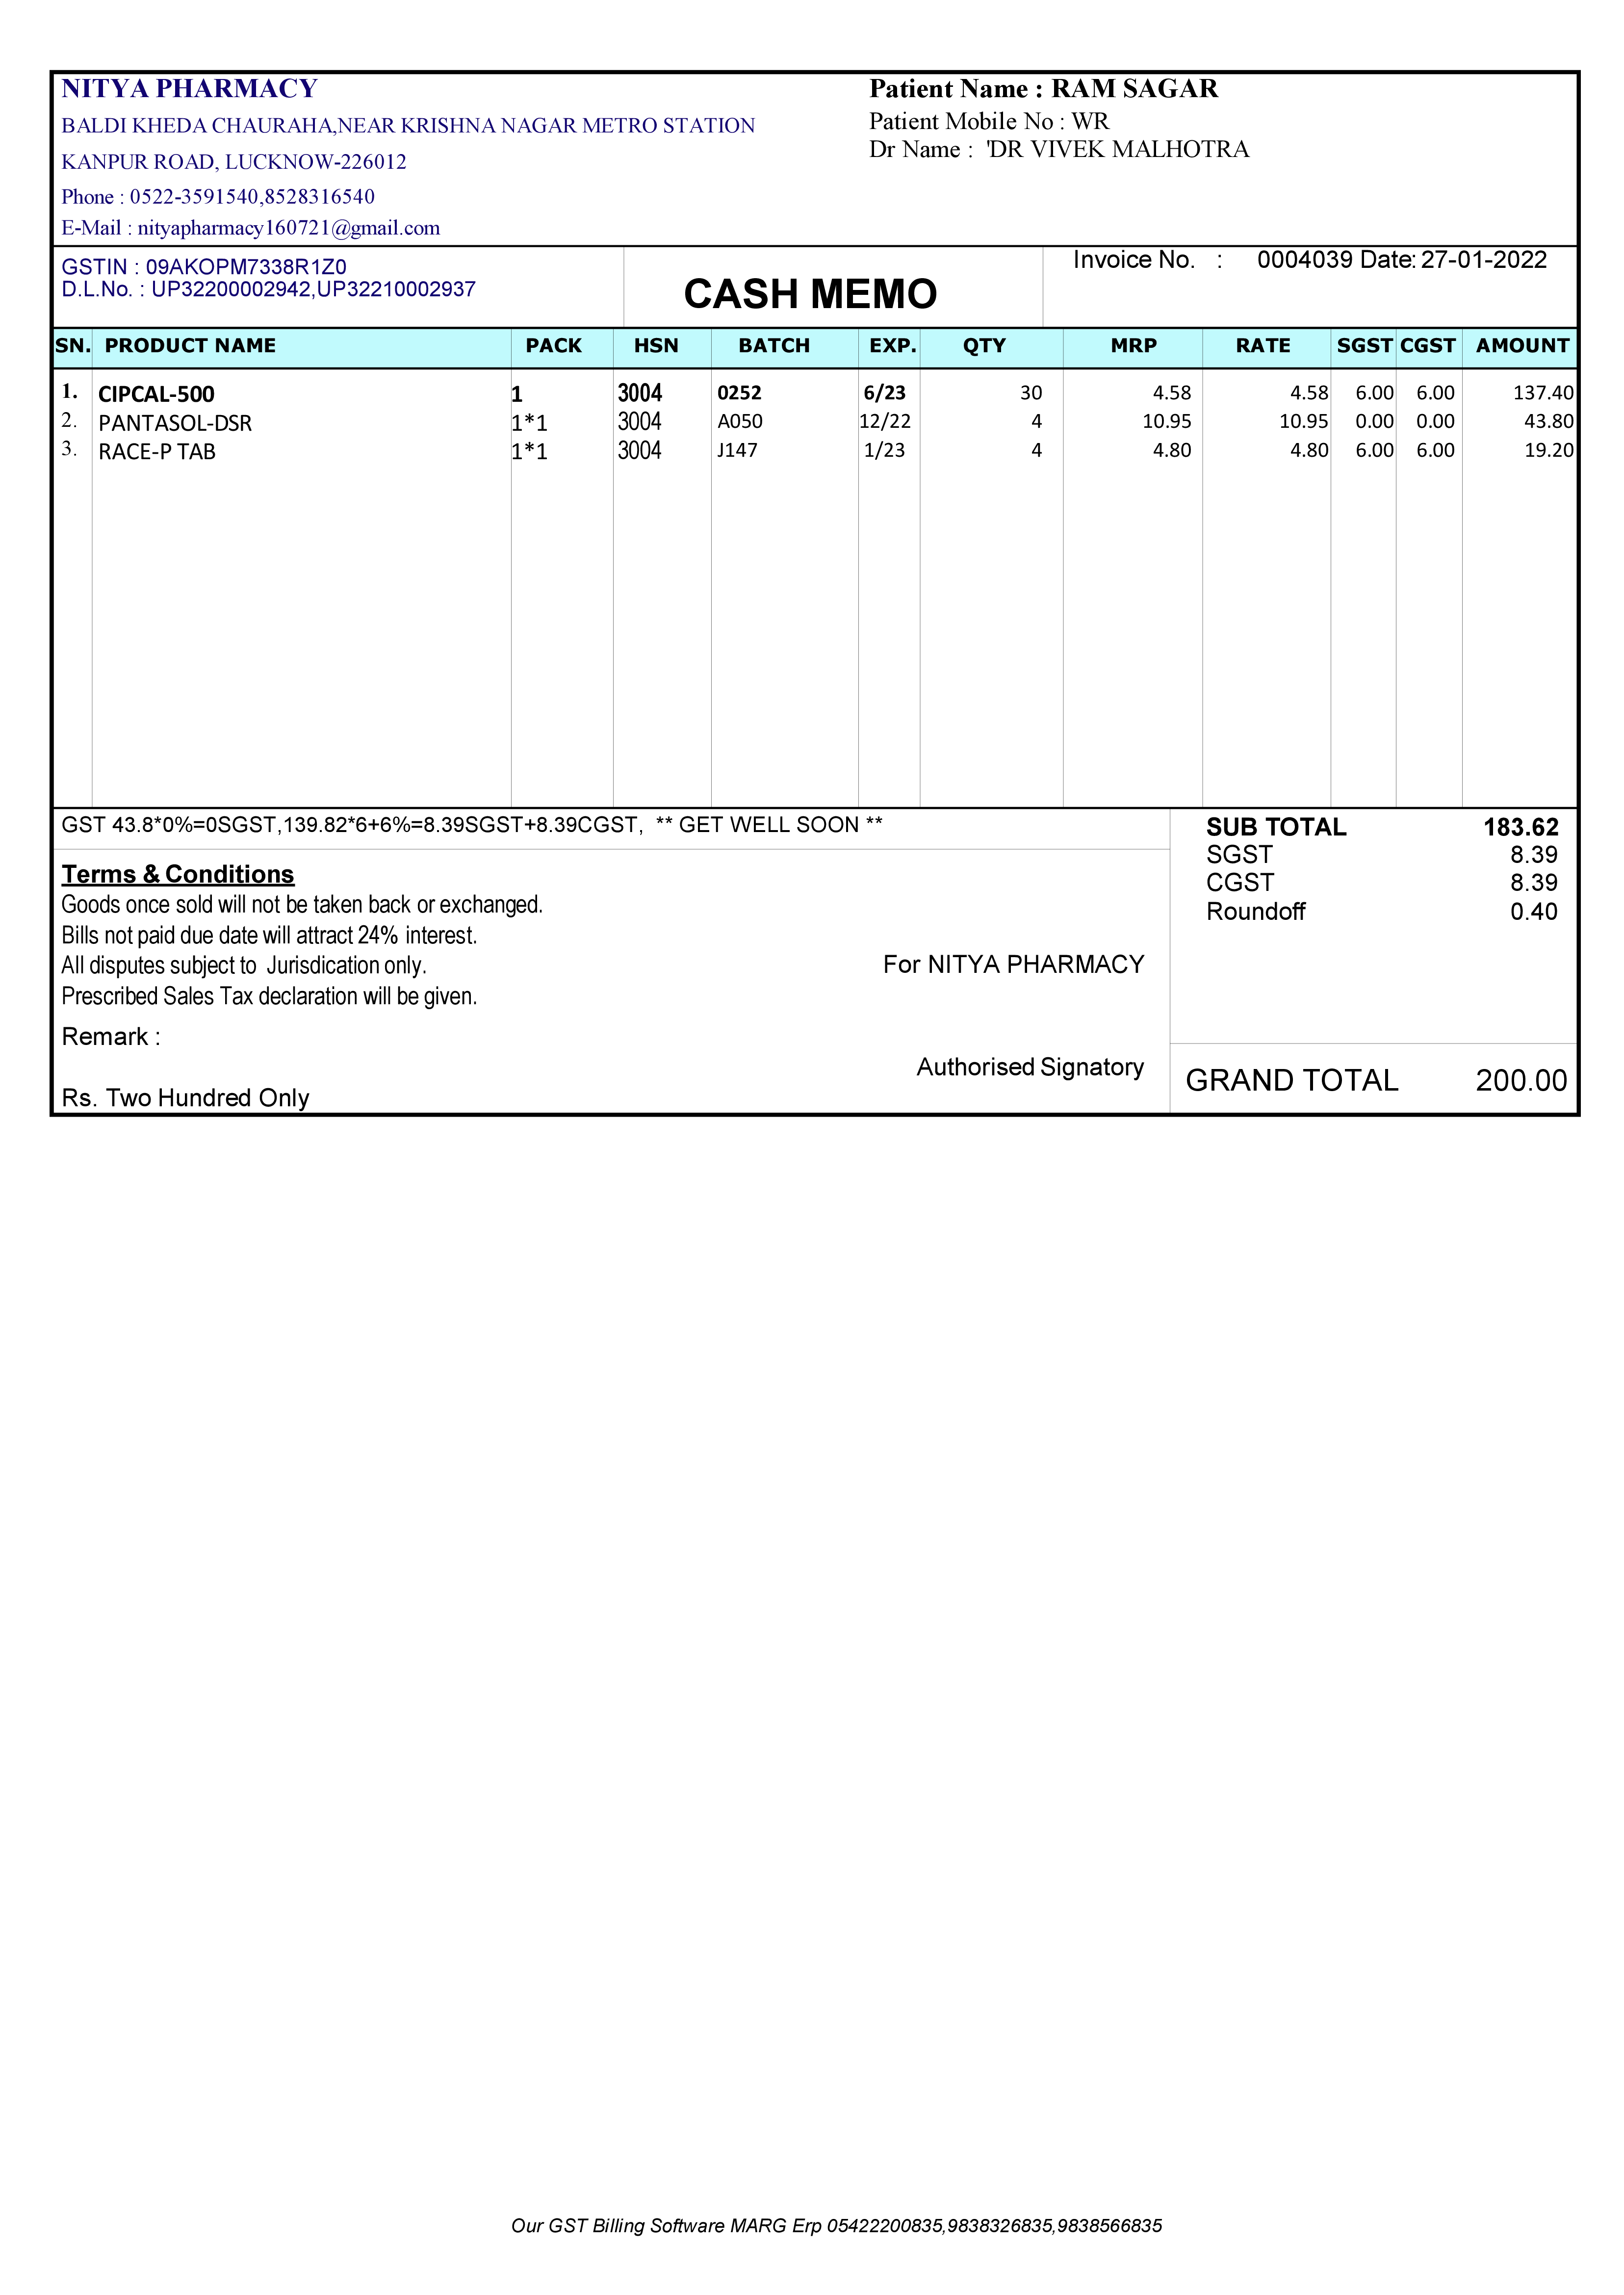 NITYA PHARMACY
BALDI KHEDA CHAURAHA,NEAR KRISHNA NAGAR METRO STATION
KANPUR ROAD, LUCKNOW-226012
Phone : 0522-3591540,8528316540
E-Mail : nityapharmacy160721@gmail.com
Patient Name : RAM SAGAR
Patient Mobile No : WR
Dr Name : 'DR VIVEK MALHOTRA
GSTIN : 09AKOPM7338R1Z0
D.L.No. : UP32200002942,UP32210002937
CASH MEMO
Invoice No. : 0004039 Date: 27-01-2022
SN. PRODUCT NAME PACK HSN BATCH EXP. QTY MRP RATE SGST CGST AMOUNT
1. CIPCAL-500 1 3004 0252 6/23 30 4.58 4.58 6.00 6.00 137.40
2. PANTASOL-DSR 1*1 3004 A050 12/22 4 10.95 10.95 0.00 0.00 43.80
3. RACE-P TAB 1*1 3004 J147 1/23 4 4.80 4.80 6.00 6.00 19.20
GST 43.8*0%=0SGST,139.82*6+6%=8.39SGST+8.39CGST, ** GET WELL SOON **
Terms & Conditions
Goods once sold will not be taken back or exchanged.
Bills not paid due date will attract 24% interest.
All disputes subject to Jurisdication only.
Prescribed Sales Tax declaration will be given.
Remark :
Rs. Two Hundred Only
For NITYA PHARMACY
Authorised Signatory
SUB TOTAL 183.62
SGST 8.39
CGST 8.39
Roundoff 0.40
GRAND TOTAL 200.00
Our GST Billing Software MARG Erp 05422200835,9838326835,9838566835